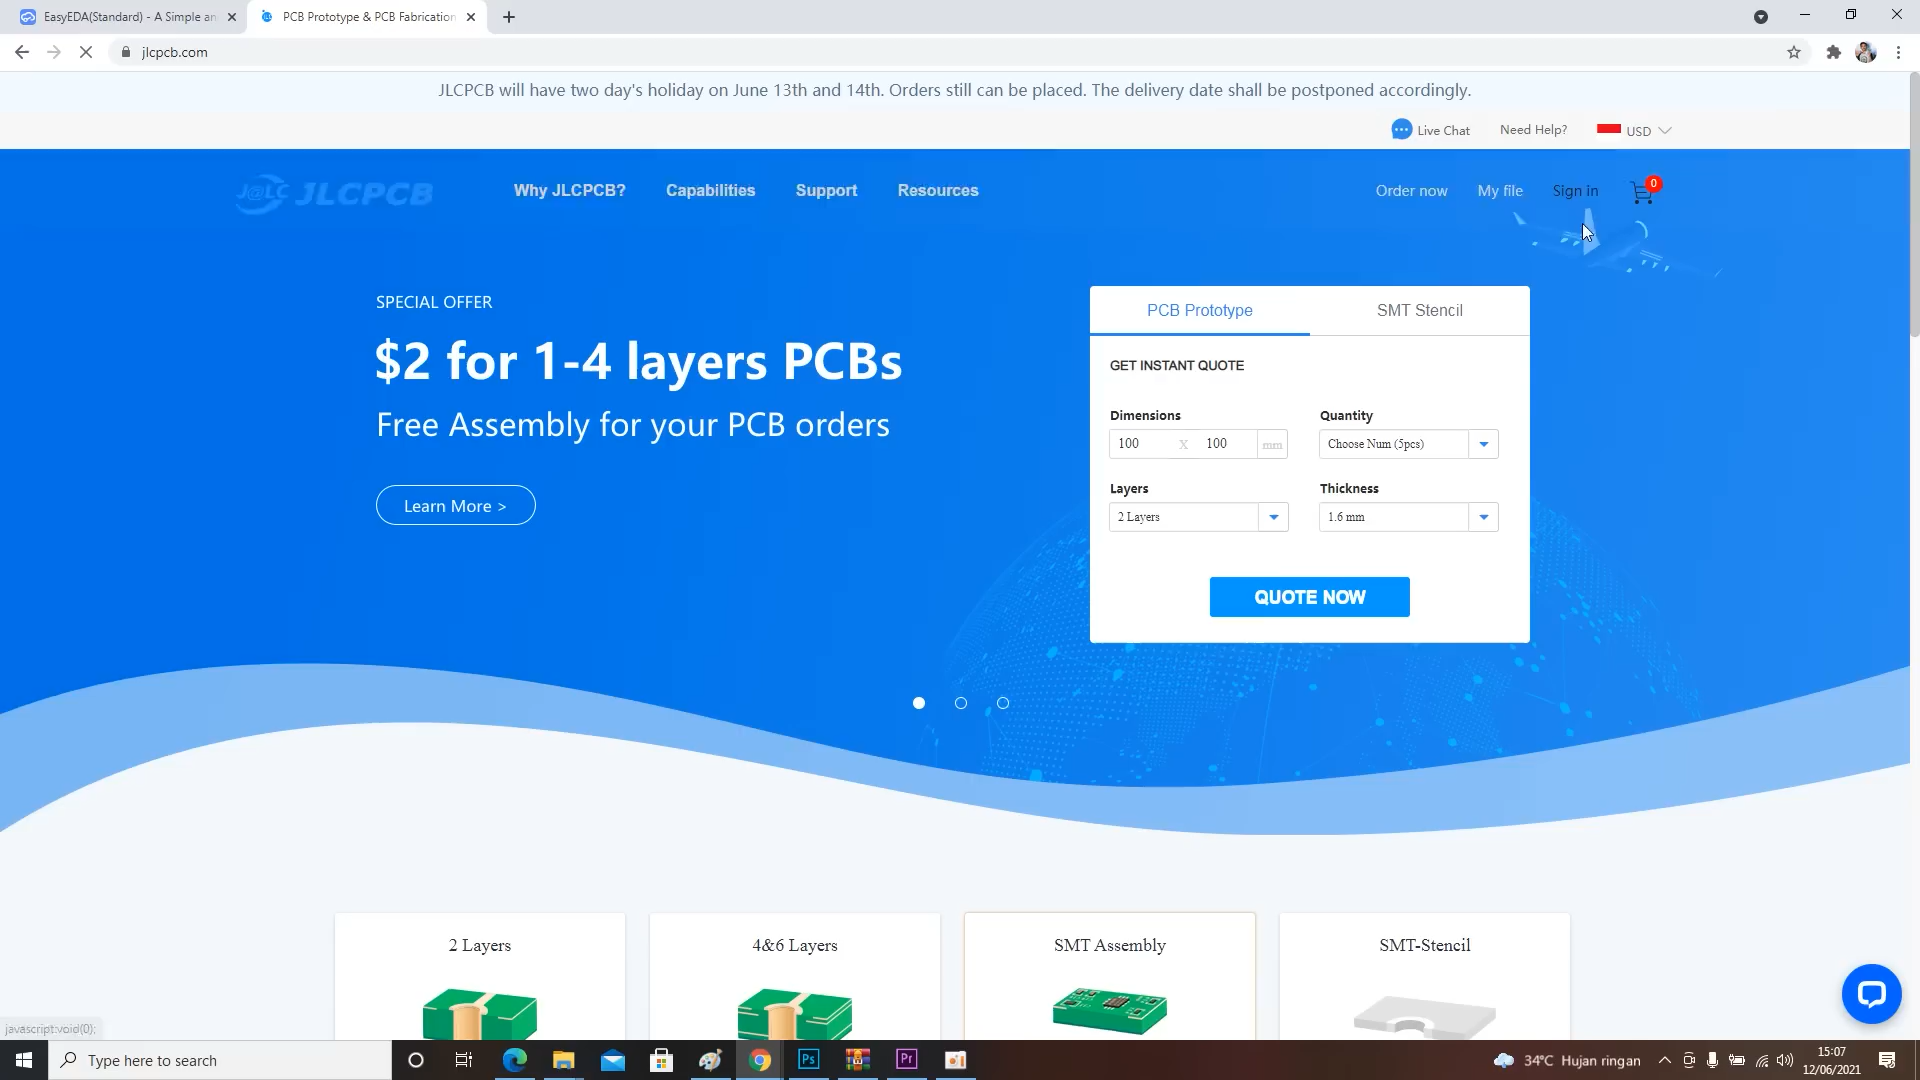 EasyEDA(Standard) - A Simple an
PCB Prototype & PCB Fabrication
jlcpcb.com
JLCPCB will have two day's holiday on June 13th and 14th. Orders still can be placed. The delivery date shall be postponed accordingly.
Live Chat Need Help? USD
J@LC JLCPCB Why JLCPCB? Capabilities Support Resources Order now My file Sign in 0
SPECIAL OFFER
$2 for 1-4 layers PCBs
Free Assembly for your PCB orders
Learn More >
PCB Prototype SMT Stencil
GET INSTANT QUOTE
Dimensions Quantity
100 X 100 mm Choose Num (5pcs)
Layers Thickness
2 Layers 1.6 mm
QUOTE NOW
2 Layers 4&6 Layers SMT Assembly SMT-Stencil
javascript:void(0);
Type here to search
Ps
Pr
34°C Hujan ringan
15:07
12/06/2021